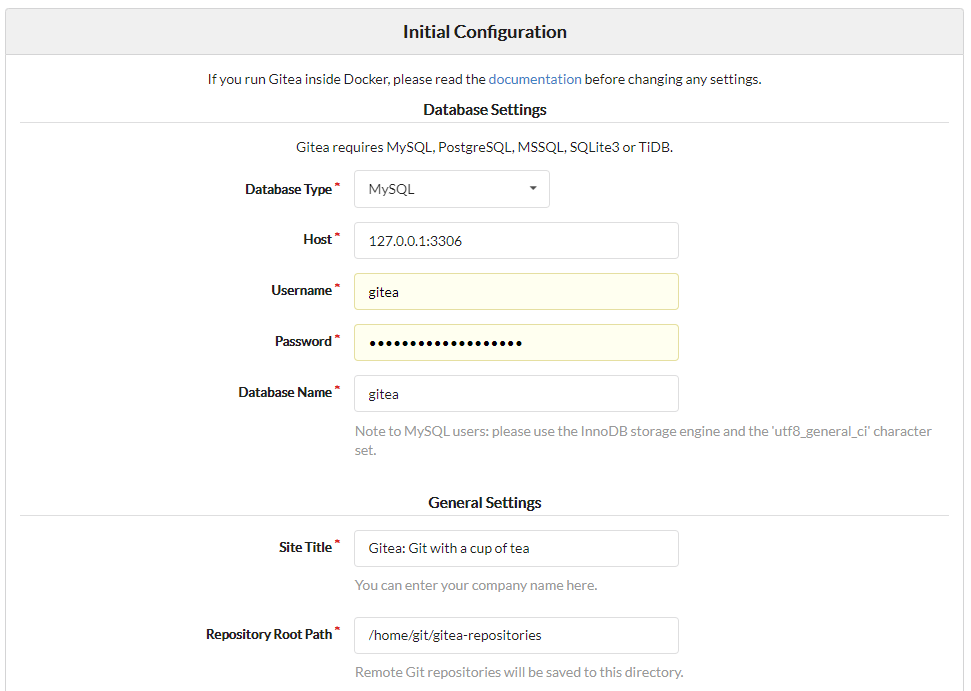 Initial Configuration
If you run Gitea inside Docker, please read the documentation before changing any settings.
Database Settings
Gitea requires MySQL, PostgreSQL, MSSQL, SQLite3 or TiDB.
Database Type * MySQL
Host * 127.0.0.1:3306
Username * gitea
Password * •••••••••••••••••••
Database Name * gitea
Note to MySQL users: please use the InnoDB storage engine and the 'utf8_general_ci' character
set.
General Settings
Site Title * Gitea: Git with a cup of tea
You can enter your company name here.
Repository Root Path * /home/git/gitea-repositories
Remote Git repositories will be saved to this directory.